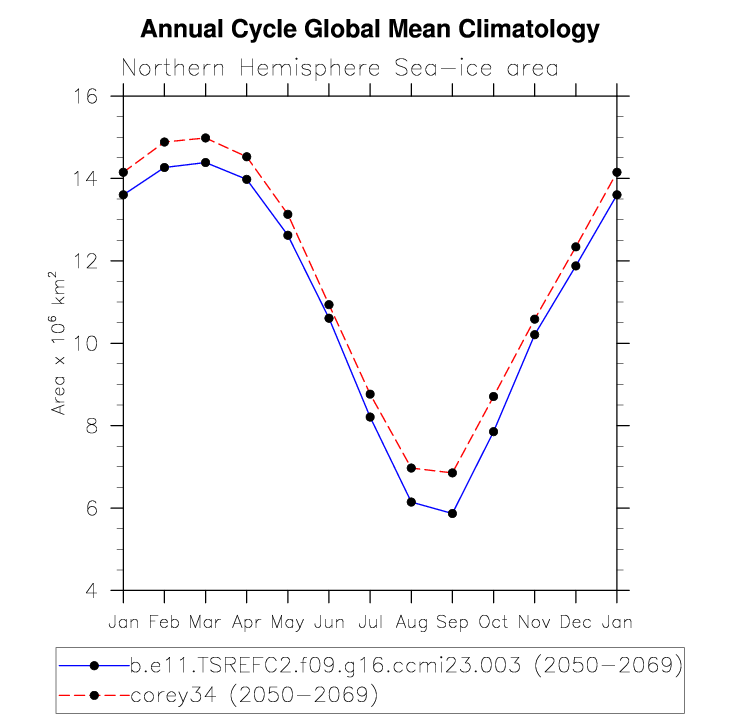 Annual Cycle Global Mean Climatology
Northern Hemisphere Sea-ice area
16
14
12
10
8
6
4
Area x 10⁶ km²
Jan Feb Mar Apr May Jun Jul Aug Sep Oct Nov Dec Jan
b.e11.TSREFC2.f09.g16.ccmi23.003 (2050-2069)
corey34 (2050-2069)